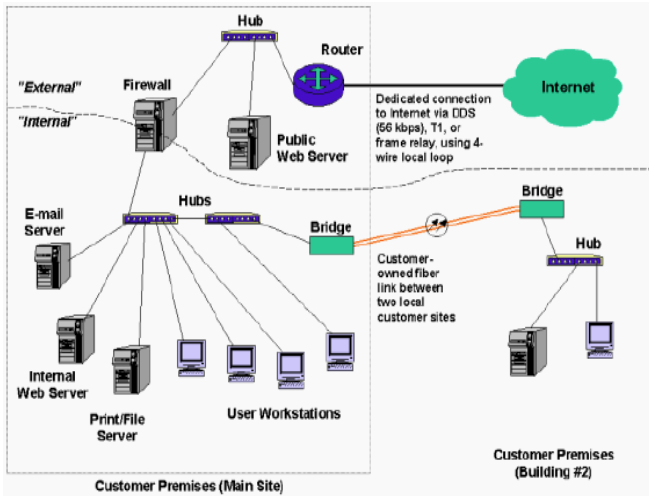 Hub
Router
"External"
Firewall
Internet
"Internal"
Public
Web Server
Dedicated connection
to Internet via DDS
(56 kbps), T1, or
frame relay, using 4-
wire local loop
E-mail
Server
Hubs
Bridge
Bridge
Hub
Customer-
owned fiber
link between
two local
customer sites
Internal
Web Server
Print/File
Server
User Workstations
Customer Premises
(Building #2)
Customer Premises (Main Site)